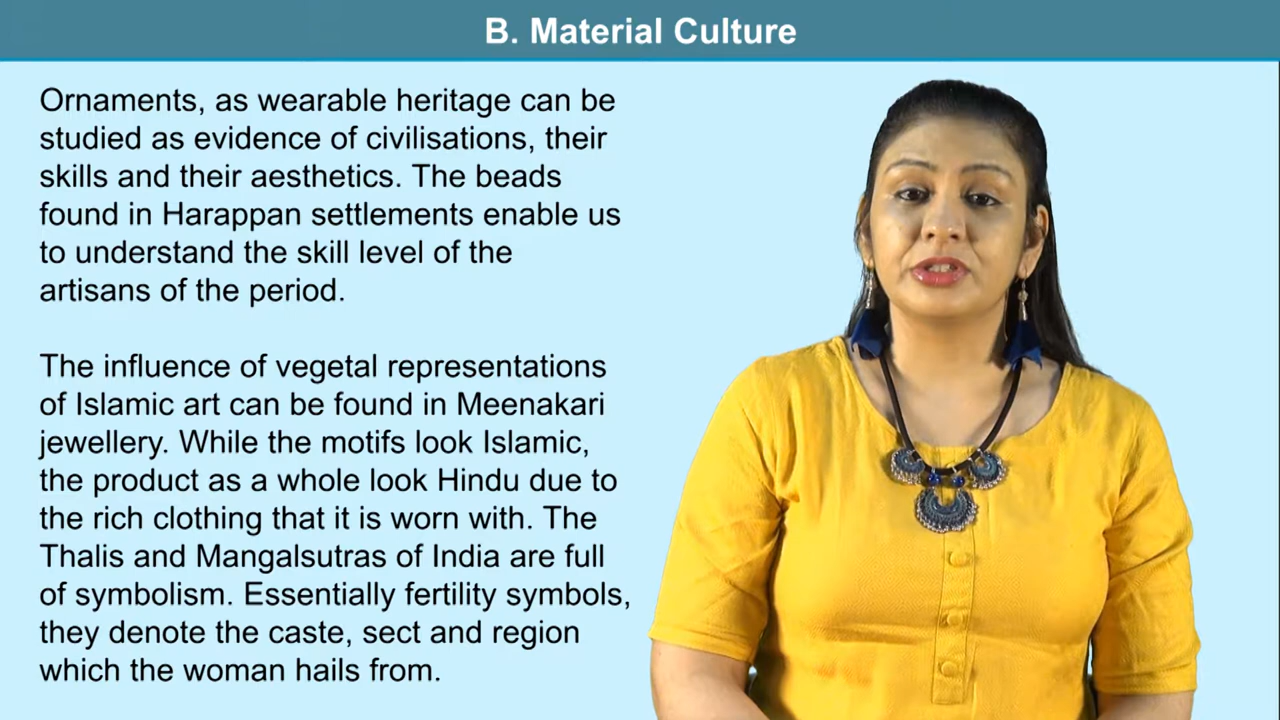 B. Material Culture
Ornaments, as wearable heritage can be
studied as evidence of civilisations, their
skills and their aesthetics. The beads
found in Harappan settlements enable us
to understand the skill level of the
artisans of the period.
The influence of vegetal representations
of Islamic art can be found in Meenakari
jewellery. While the motifs look Islamic,
the product as a whole look Hindu due to
the rich clothing that it is worn with. The
Thalis and Mangalsutras of India are full
of symbolism. Essentially fertility symbols,
they denote the caste, sect and region
which the woman hails from.